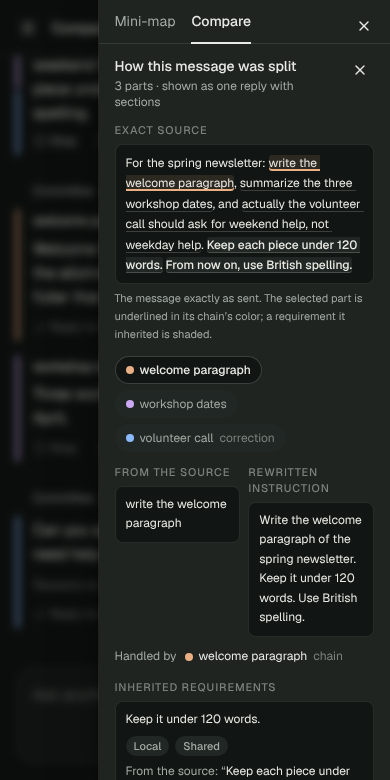 Mini-map Compare
How this message was split
3 parts · shown as one reply with
sections
EXACT SOURCE
For the spring newsletter: write the
welcome paragraph, summarize the three
workshop dates, and actually the volunteer
call should ask for weekend help, not
weekday help. Keep each piece under 120
words. From now on, use British spelling.
The message exactly as sent. The selected part is
underlined in its chain's color; a requirement it
inherited is shaded.
welcome paragraph
workshop dates
volunteer call correction
FROM THE SOURCE
write the welcome
paragraph
REWRITTEN
INSTRUCTION
Write the welcome
paragraph of the
spring newsletter.
Keep it under 120
words. Use British
spelling.
Handled by welcome paragraph chain
INHERITED REQUIREMENTS
Keep it under 120 words.
Local Shared
From the source: “Keep each piece under